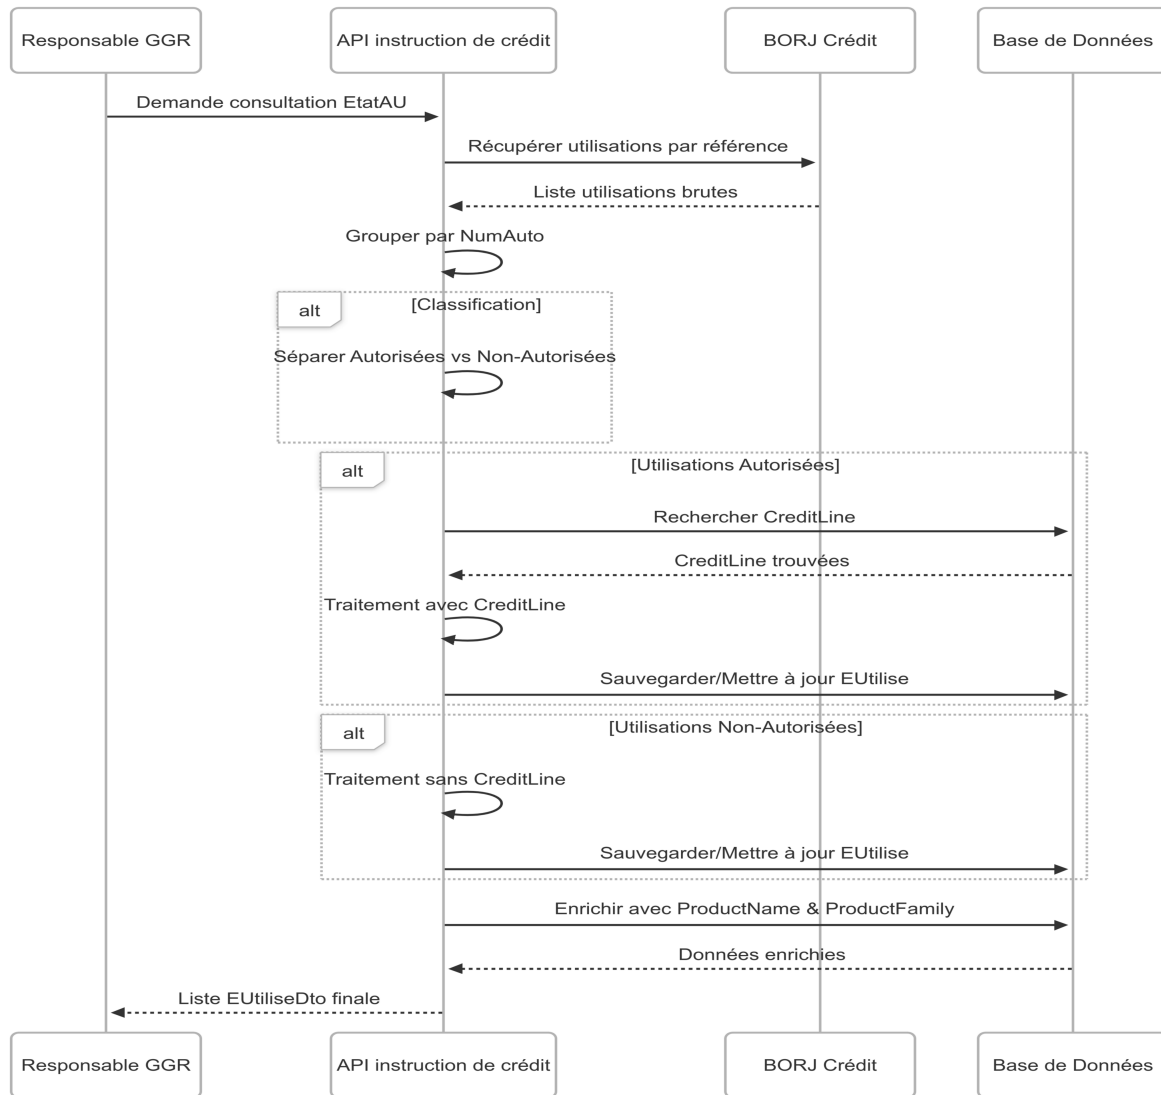 Responsable GGR
API instruction de crédit
BORJ Crédit
Base de Données
Demande consultation EtatAU
Récupérer utilisations par référence
Liste utilisations brutes
Grouper par NumAuto
alt
[Classification]
Séparer Autorisées vs Non-Autorisées
alt
[Utilisations Autorisées]
Rechercher CreditLine
CreditLine trouvées
Traitement avec CreditLine
Sauvegarder/Mettre à jour EUtilise
alt
[Utilisations Non-Autorisées]
Traitement sans CreditLine
Sauvegarder/Mettre à jour EUtilise
Enrichir avec ProductName & ProductFamily
Données enrichies
Liste EUtiliseDto finale
Responsable GGR
API instruction de crédit
BORJ Crédit
Base de Données